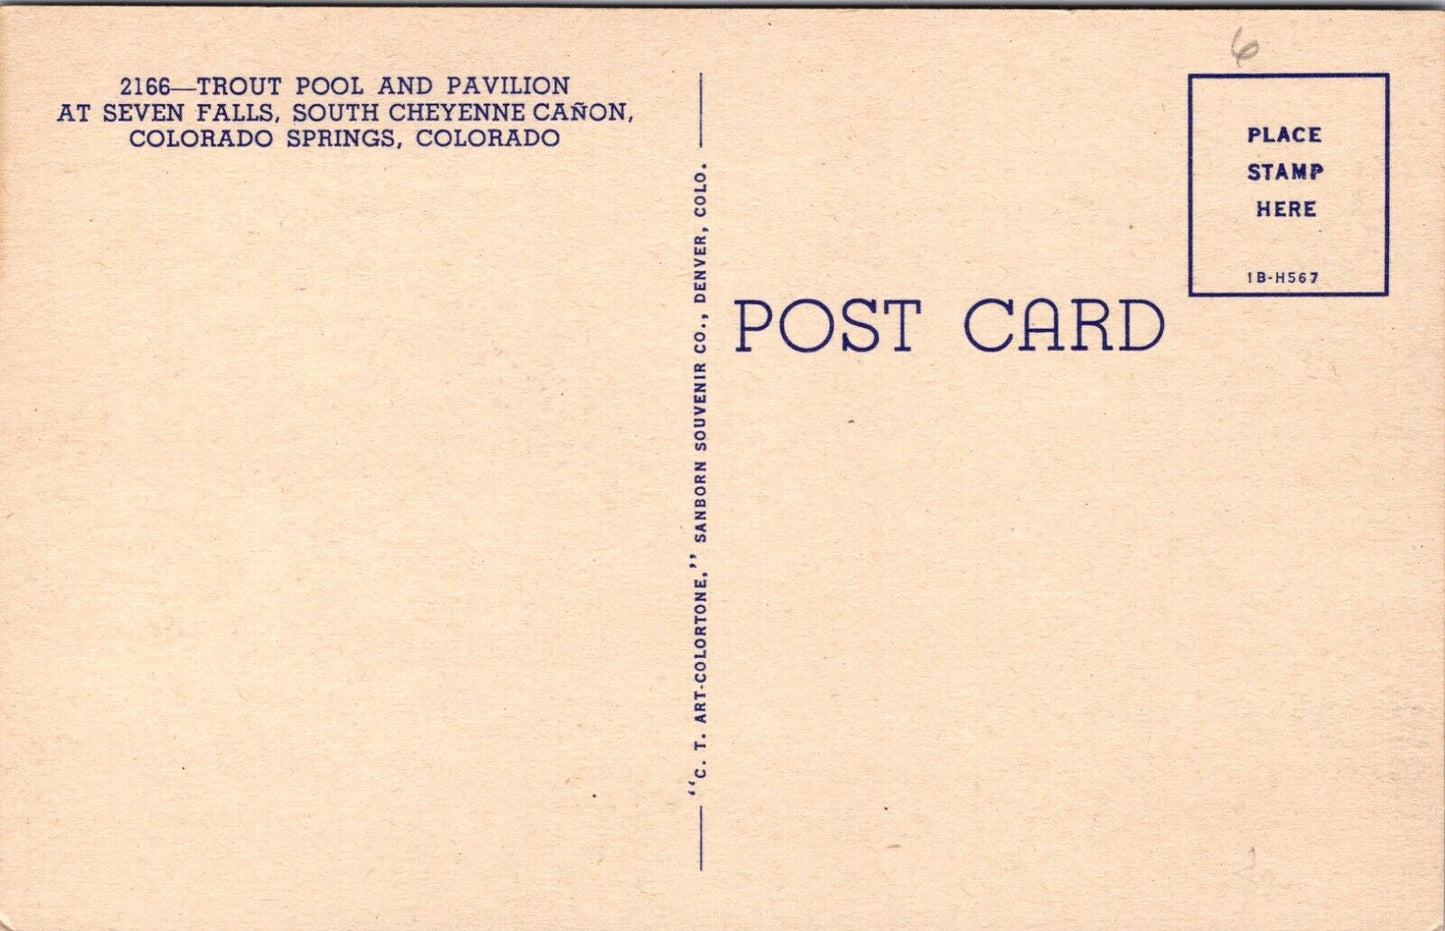 2166—TROUT POOL AND PAVILION
AT SEVEN FALLS, SOUTH CHEYENNE CAÑON,
COLORADO SPRINGS, COLORADO
"C. T. ART-COLORTONE," SANBORN SOUVENIR CO., DENVER, COLO.
6
PLACE
STAMP
HERE
1B-H567
POST CARD